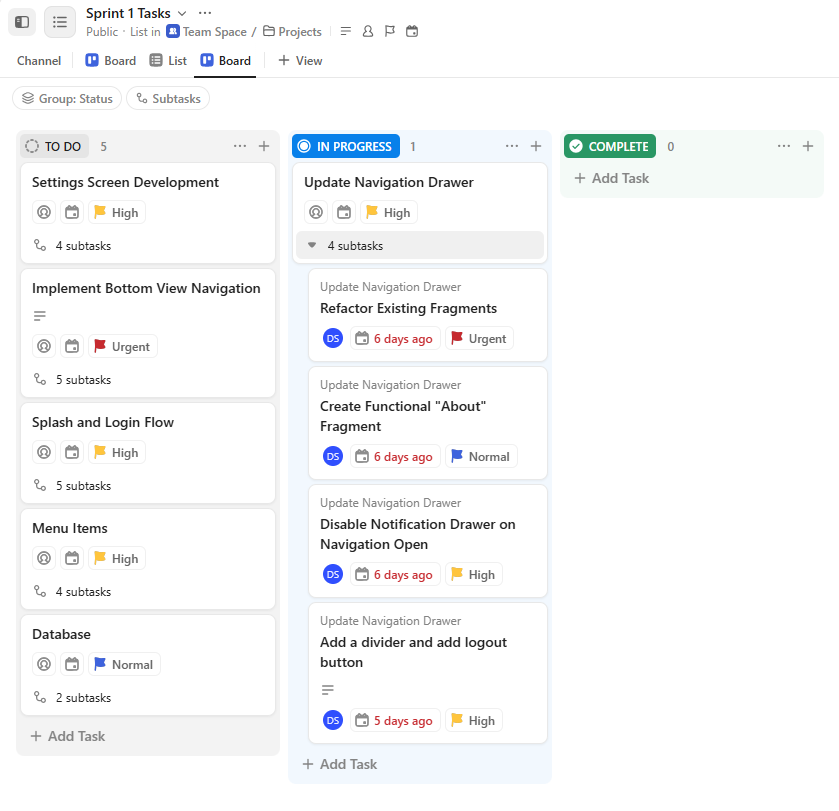 Sprint 1 Tasks
Public · List in Team Space / Projects
Channel Board List Board + View
Group: Status Subtasks
TO DO 5
Settings Screen Development
High
4 subtasks
Implement Bottom View Navigation
Urgent
5 subtasks
Splash and Login Flow
High
5 subtasks
Menu Items
High
4 subtasks
Database
Normal
2 subtasks
+ Add Task
IN PROGRESS 1
Update Navigation Drawer
High
4 subtasks
Update Navigation Drawer
Refactor Existing Fragments
DS 6 days ago Urgent
Update Navigation Drawer
Create Functional "About"
Fragment
DS 6 days ago Normal
Update Navigation Drawer
Disable Notification Drawer on
Navigation Open
DS 6 days ago High
Update Navigation Drawer
Add a divider and add logout
button
DS 5 days ago High
+ Add Task
COMPLETE 0
+ Add Task